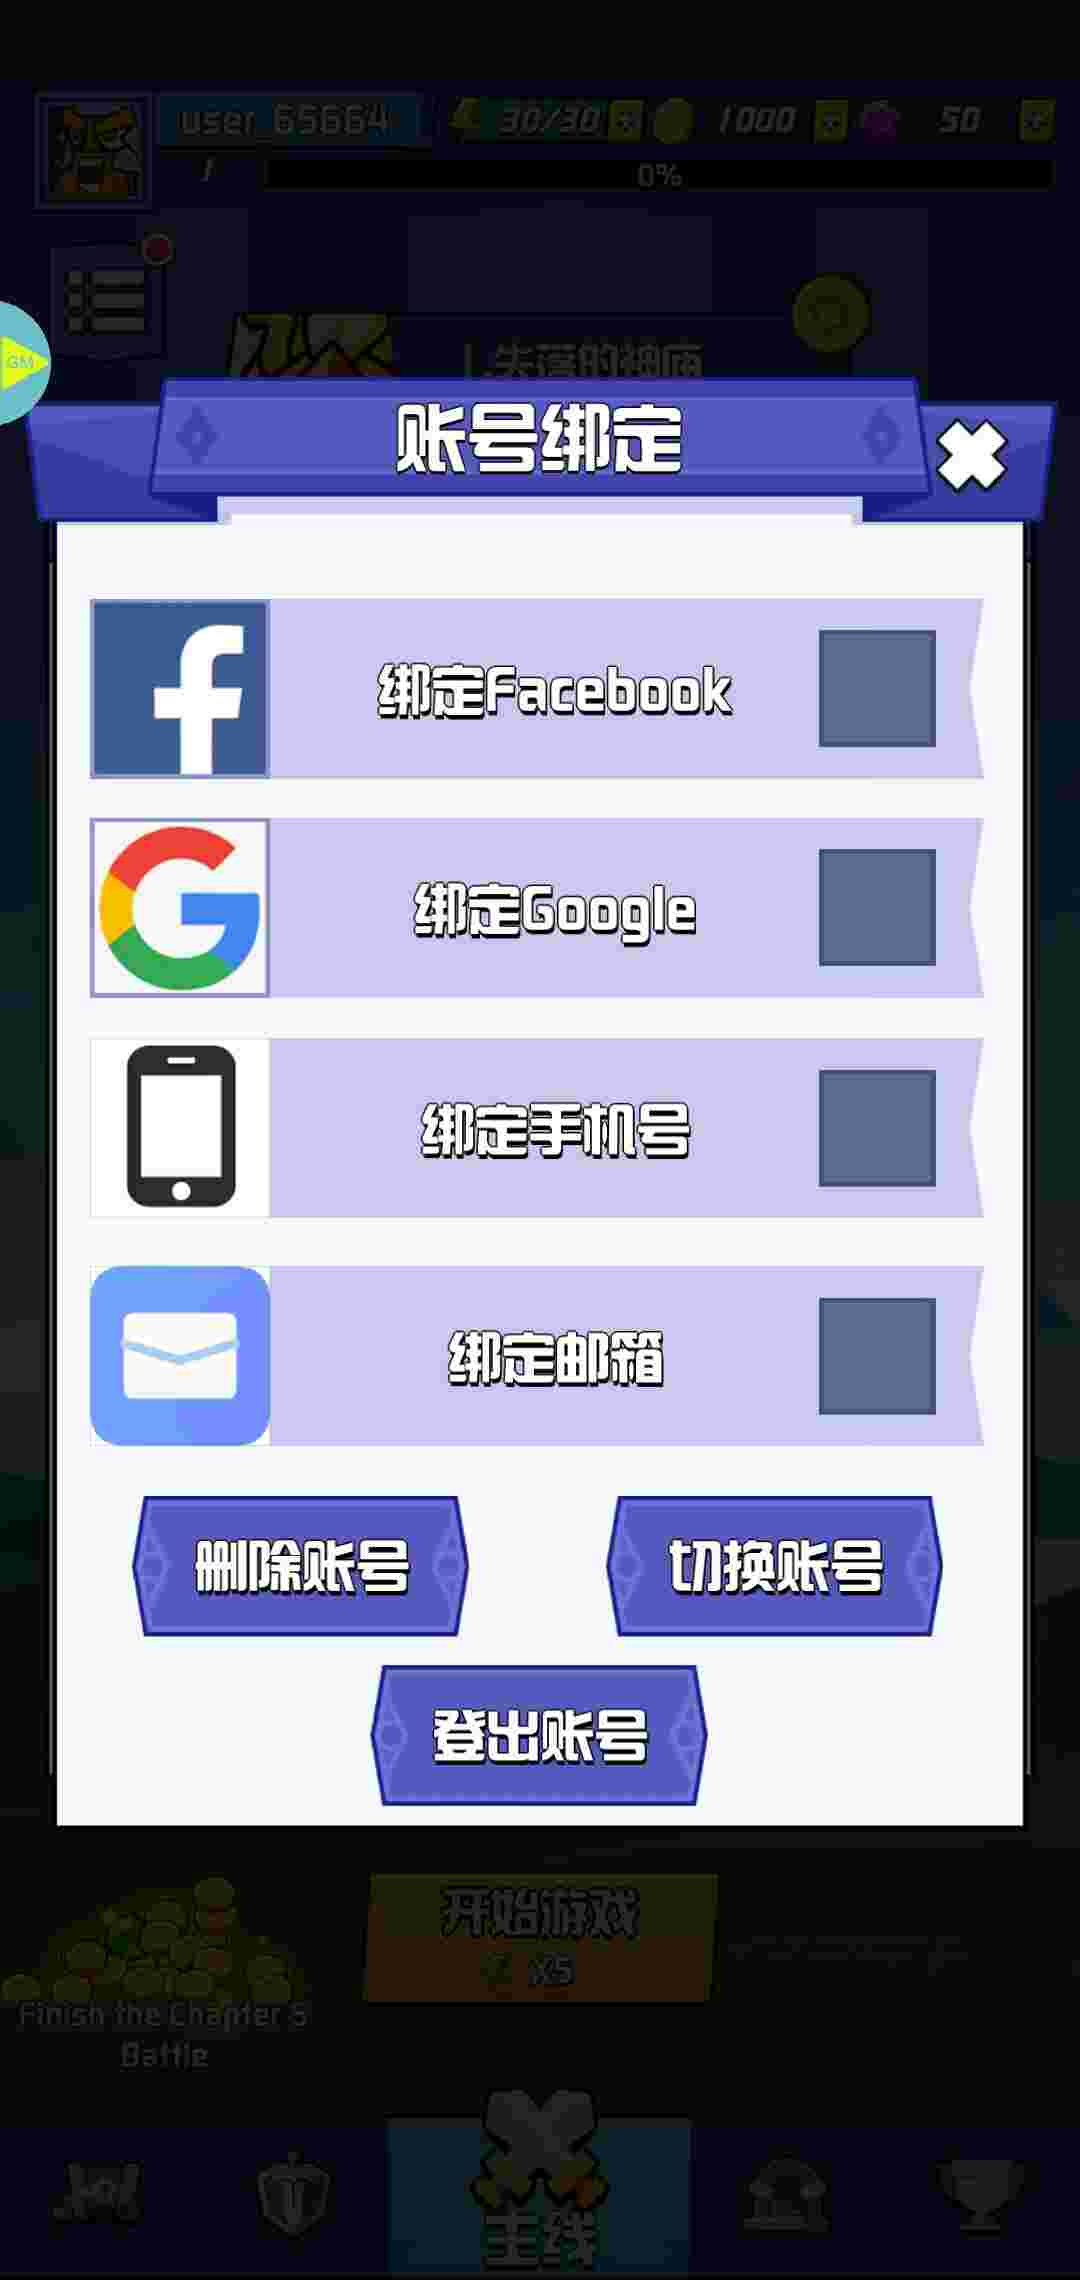 user_65664 30/30 1000 50
1 0%
GM
1.失落的神庙
账号绑定
绑定Facebook
绑定Google
绑定手机号
绑定邮箱
删除账号 切换账号
登出账号
开始游戏
x5
Finish the Chapter 5
Battle
主线